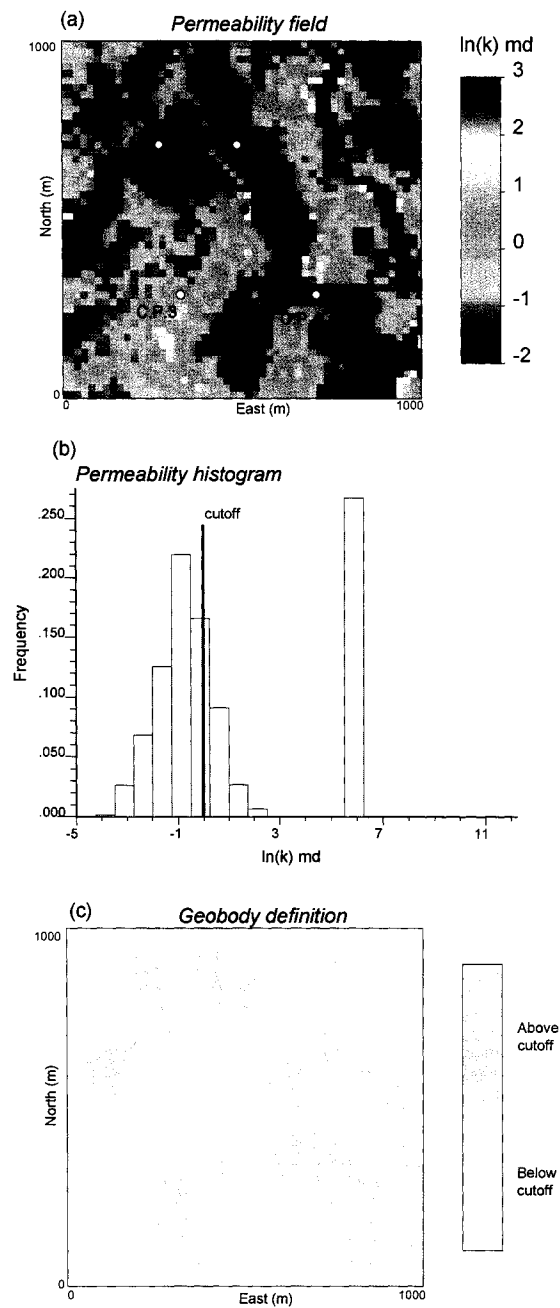 (a)
Permeability field
ln(k) md
1000
North (m)
0
0
East (m)
1000
3
2
1
0
-1
-2
C.P.3
(b)
Permeability histogram
cutoff
Frequency
.250
.200
.150
.100
.050
.000
-5
-1
3
7
11
ln(k) md
(c)
Geobody definition
1000
North (m)
0
0
East (m)
1000
Above
cutoff
Below
cutoff